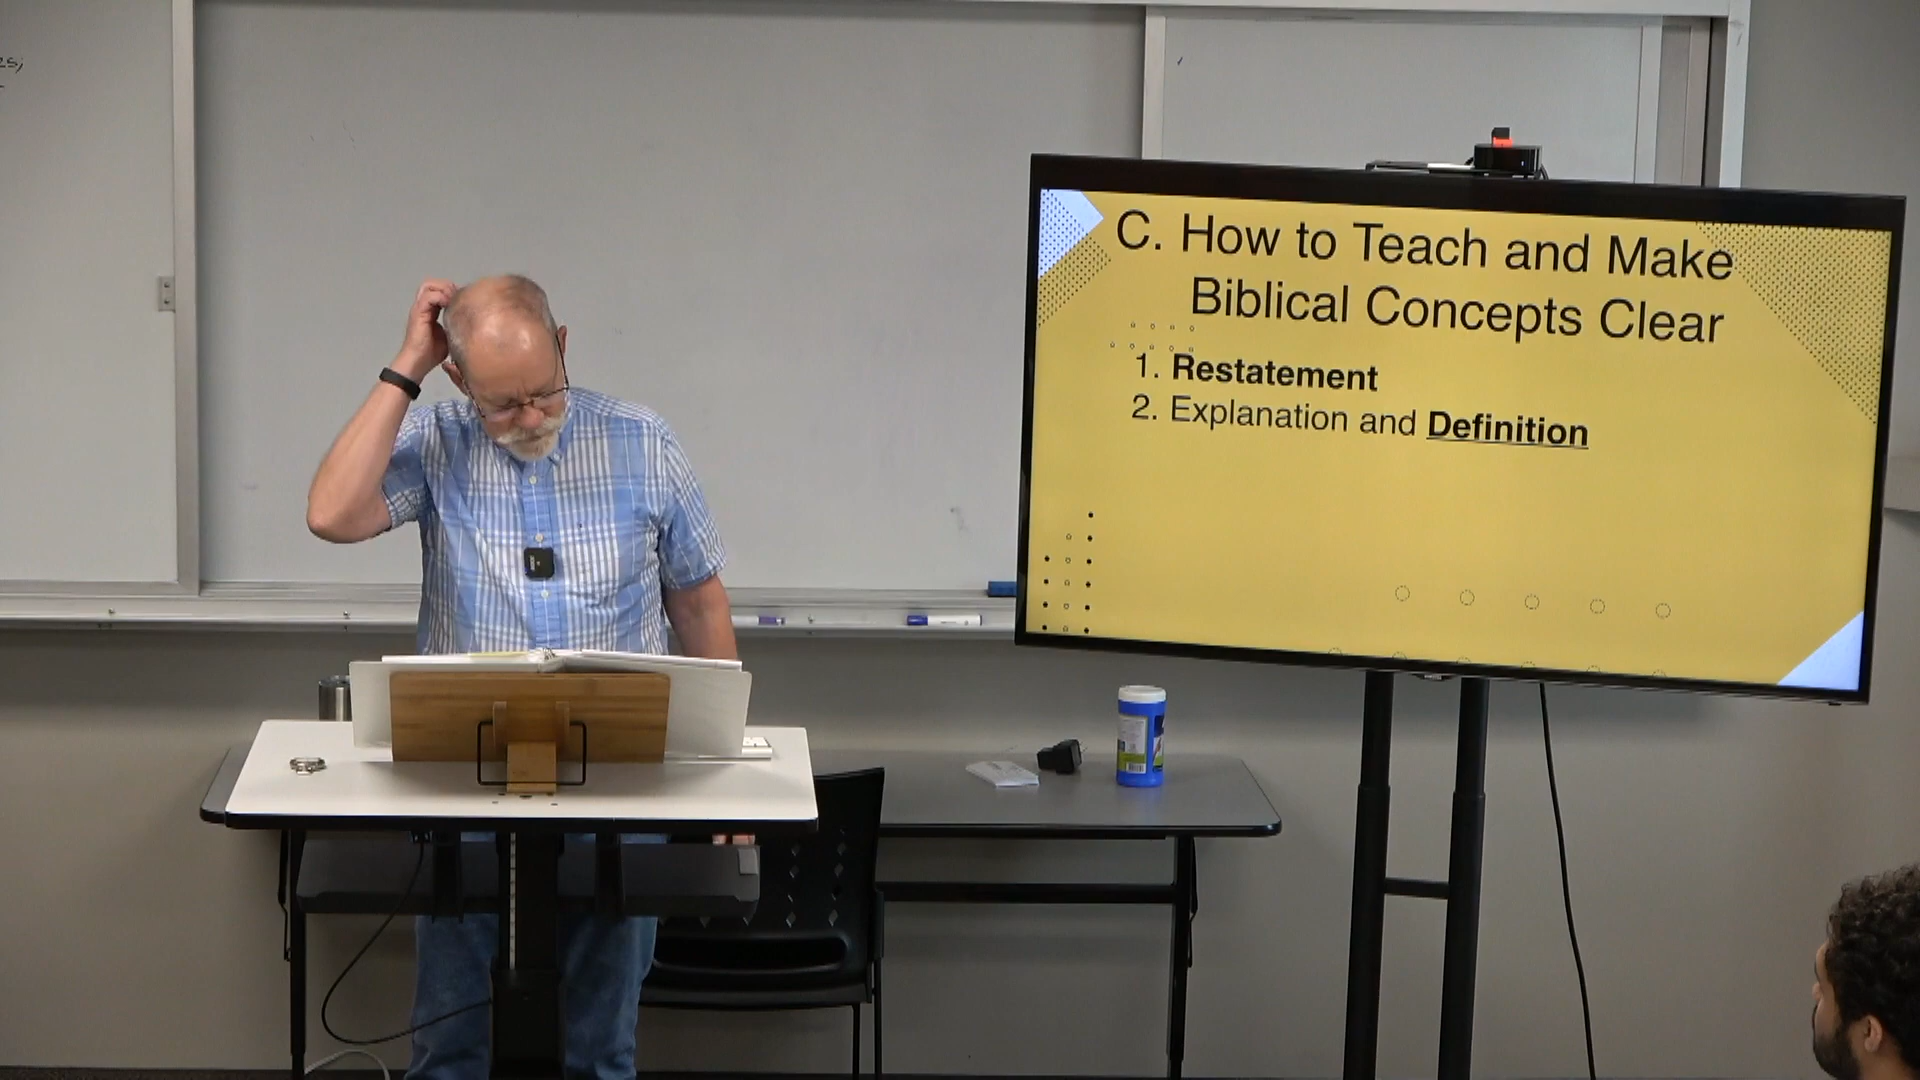 C. How to Teach and Make
Biblical Concepts Clear
1. Restatement
2. Explanation and Definition